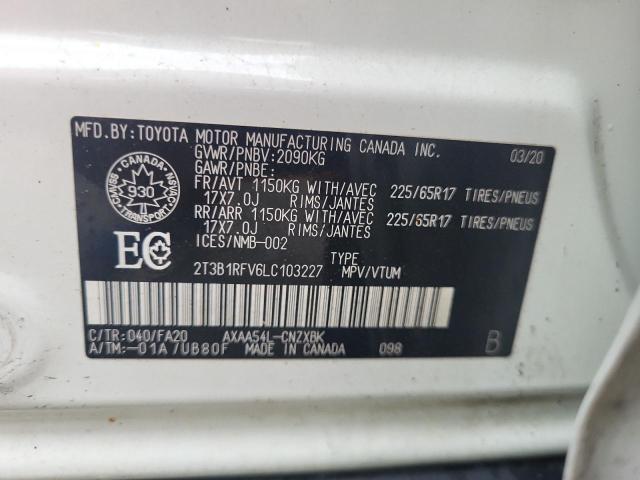 MFD.BY:TOYOTA MOTOR MANUFACTURING CANADA INC. 03/20
GVWR/PNBV:2090KG
GAWR/PNBE:
FR/AVT 1150KG WITH/AVEC 225/65R17 TIRES/PNEUS
17X7.0J RIMS/JANTES
RR/ARR 1150KG WITH/AVEC 225/65R17 TIRES/PNEUS
17X7.0J RIMS/JANTES
ICES/NMB-002
CANADA
930
TRANSPORT
EC
TYPE
2T3B1RFV6LC103227 MPV/VTUM
C/TR:040/FA20 AXAA54L-CNZXBK
A/TM:-01A/UB80F MADE IN CANADA 098 B